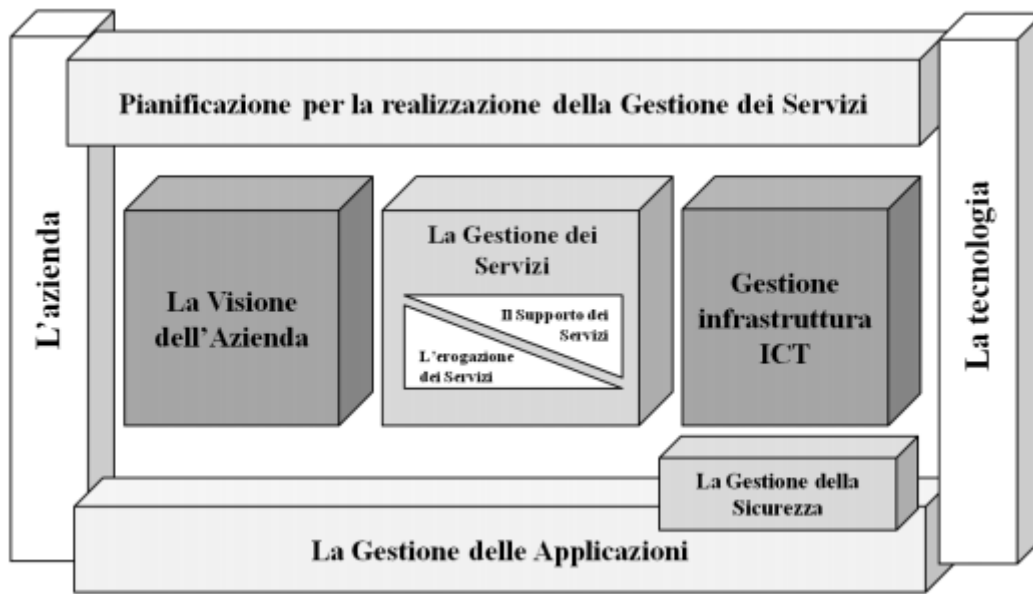 L'azienda
Pianificazione per la realizzazione della Gestione dei Servizi
La Visione
dell'Azienda
La Gestione dei
Servizi
Il Supporto dei
Servizi
L'erogazione
dei Servizi
Gestione
infrastruttura
ICT
La Gestione della
Sicurezza
La Gestione delle Applicazioni
La tecnologia